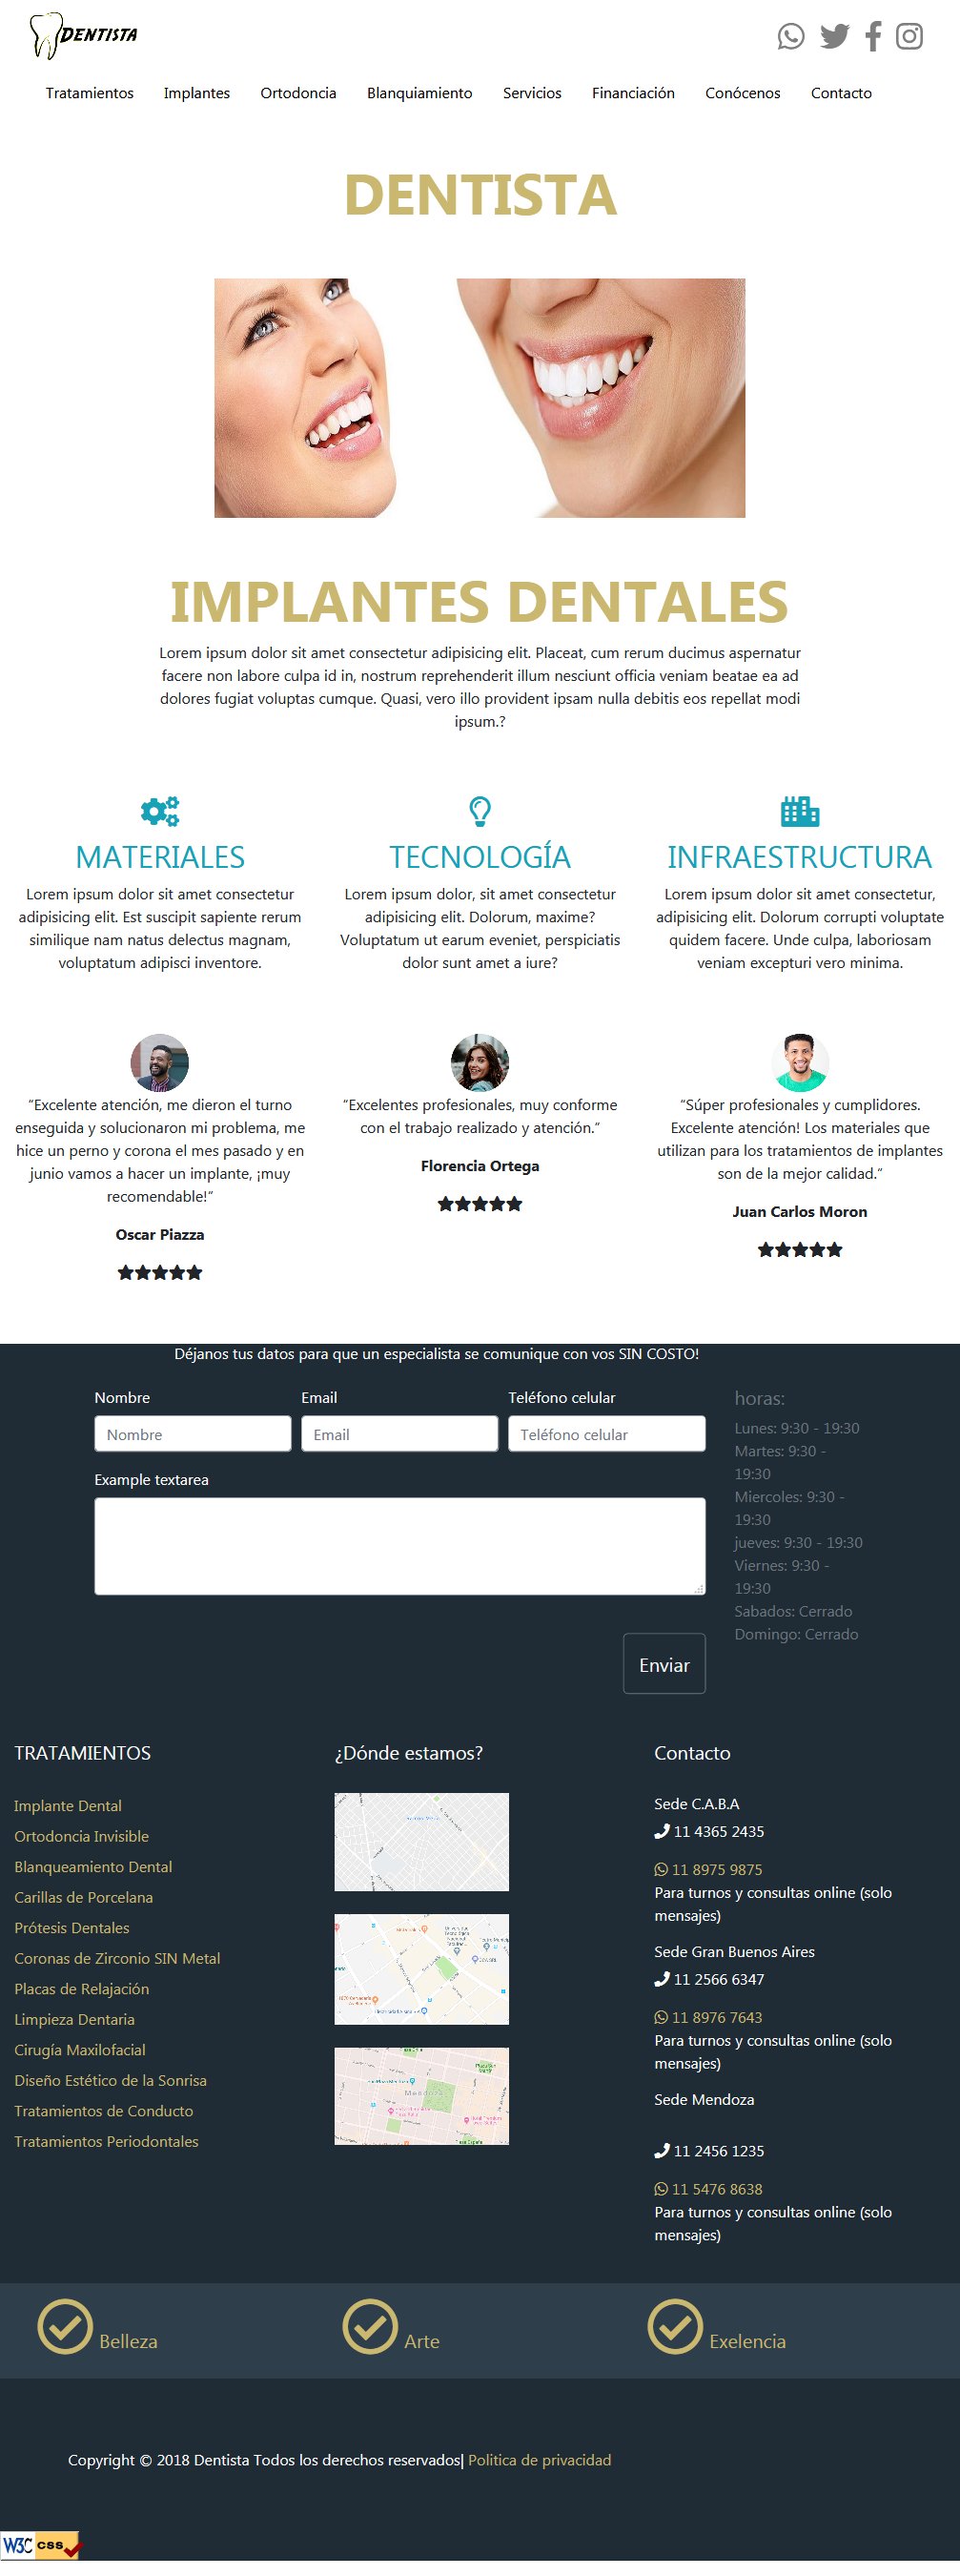 DENTISTA
Tratamientos Implantes Ortodoncia Blanquiamiento Servicios Financiación Conócenos Contacto
DENTISTA
IMPLANTES DENTALES
Lorem ipsum dolor sit amet consectetur adipisicing elit. Placeat, cum rerum ducimus aspernatur
facere non labore culpa id in, nostrum reprehenderit illum nesciunt officia veniam beatae ea ad
dolores fugiat voluptas cumque. Quasi, vero illo provident ipsam nulla debitis eos repellat modi
ipsum.?
MATERIALES
Lorem ipsum dolor sit amet consectetur
adipisicing elit. Est suscipit sapiente rerum
similique nam natus delectus magnam,
voluptatum adipisci inventore.
TECNOLOGÍA
Lorem ipsum dolor, sit amet consectetur
adipisicing elit. Dolorum, maxime?
Voluptatum ut earum eveniet, perspiciatis
dolor sunt amet a iure?
INFRAESTRUCTURA
Lorem ipsum dolor sit amet consectetur,
adipisicing elit. Dolorum corrupti voluptate
quidem facere. Unde culpa, laboriosam
veniam excepturi vero minima.
“Excelente atención, me dieron el turno
enseguida y solucionaron mi problema, me
hice un perno y corona el mes pasado y en
junio vamos a hacer un implante, ¡muy
recomendable!”
Oscar Piazza
“Excelentes profesionales, muy conforme
con el trabajo realizado y atención.”
Florencia Ortega
“Súper profesionales y cumplidores.
Excelente atención! Los materiales que
utilizan para los tratamientos de implantes
son de la mejor calidad.”
Juan Carlos Moron
Déjanos tus datos para que un especialista se comunique con vos SIN COSTO!
Nombre
Nombre
Email
Email
Teléfono celular
Teléfono celular
Example textarea
Enviar
horas:
Lunes: 9:30 - 19:30
Martes: 9:30 -
19:30
Miercoles: 9:30 -
19:30
jueves: 9:30 - 19:30
Viernes: 9:30 -
19:30
Sabados: Cerrado
Domingo: Cerrado
TRATAMIENTOS
Implante Dental
Ortodoncia Invisible
Blanqueamiento Dental
Carillas de Porcelana
Prótesis Dentales
Coronas de Zirconio SIN Metal
Placas de Relajación
Limpieza Dentaria
Cirugía Maxilofacial
Diseño Estético de la Sonrisa
Tratamientos de Conducto
Tratamientos Periodontales
¿Dónde estamos?
Contacto
Sede C.A.B.A
11 4365 2435
11 8975 9875
Para turnos y consultas online (solo
mensajes)
Sede Gran Buenos Aires
11 2566 6347
11 8976 7643
Para turnos y consultas online (solo
mensajes)
Sede Mendoza
11 2456 1235
11 5476 8638
Para turnos y consultas online (solo
mensajes)
Belleza
Arte
Exelencia
Copyright © 2018 Dentista Todos los derechos reservados| Politica de privacidad
W3C css